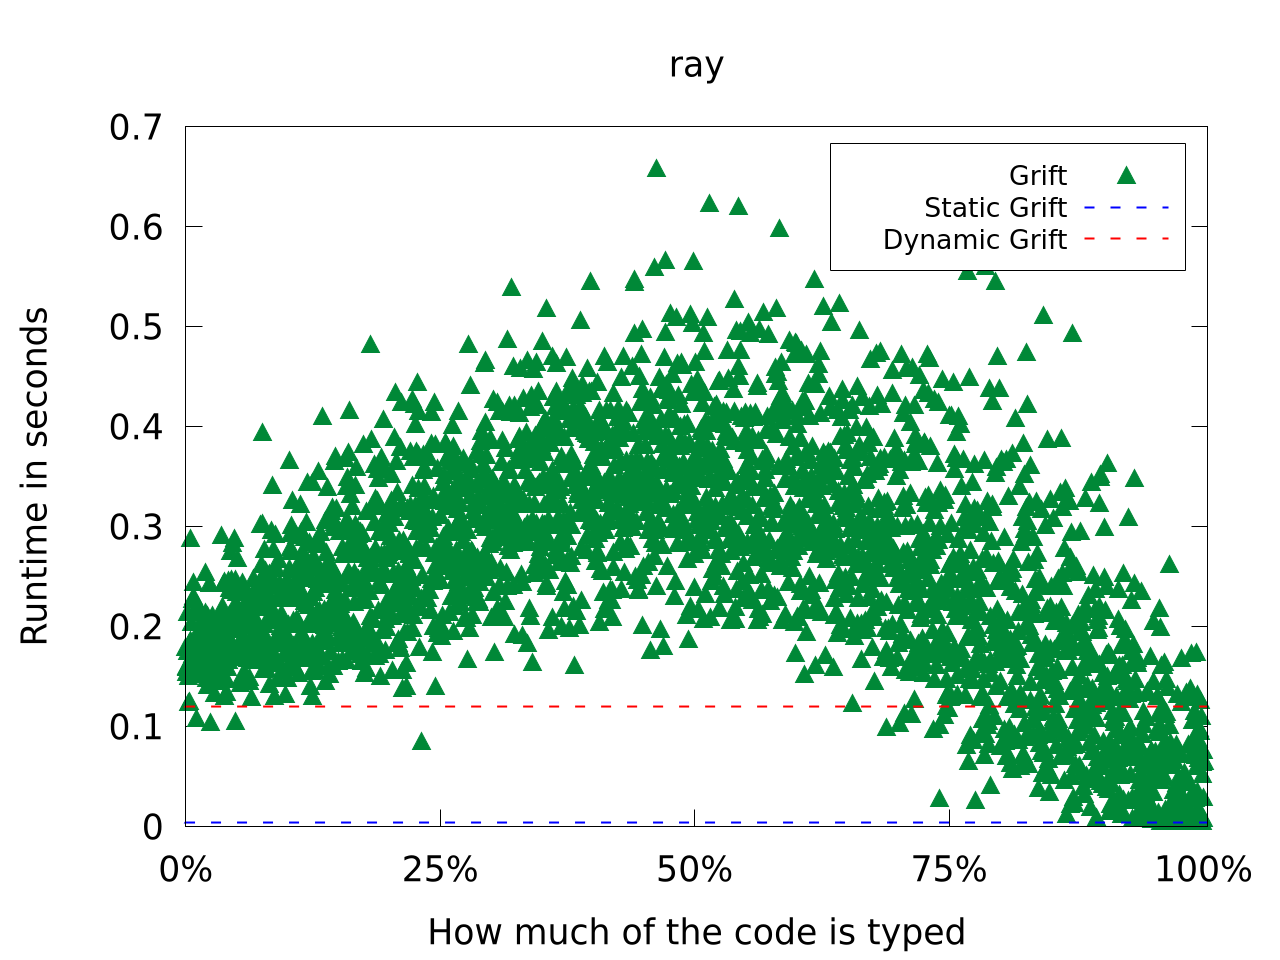 ray
0.7
0.6
0.5
0.4
0.3
0.2
0.1
0
Runtime in seconds
Grift
Static Grift
Dynamic Grift
0%
25%
50%
75%
100%
How much of the code is typed